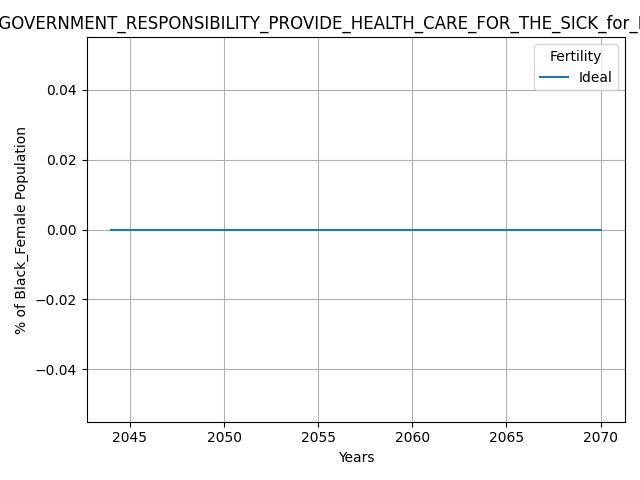 GOVERNMENT_RESPONSIBILITY_PROVIDE_HEALTH_CARE_FOR_THE_SICK_for_
Fertility
Ideal
0.04
0.02
0.00
−0.02
−0.04
% of Black_Female Population
2045 2050 2055 2060 2065 2070
Years